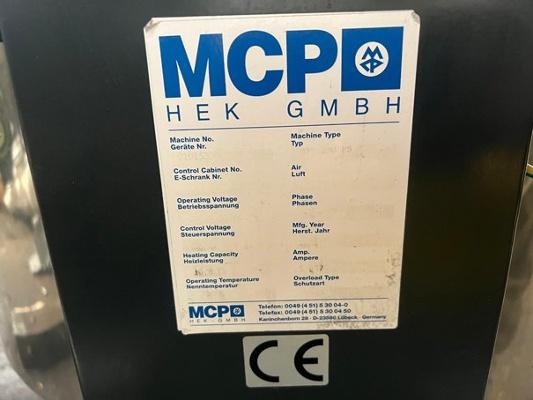 MCP
HEK GMBH
Machine No.
Geräte Nr.
Machine Type
Typ
Control Cabinet No.
E-Schrank Nr.
Air
Luft
Operating Voltage
Betriebsspannung
Phase
Phasen
Control Voltage
Steuerspannung
Mfg. Year
Herst. Jahr
Heating Capacity
Heizleistung
Amp.
Ampere
Operating Temperature
Nenntemperatur
Overload Type
Schutzart
MCP
HEK GMBH
Telefon: 0049 (4 51) 5 30 04-0
Telefax: 0049 (4 51) 5 30 04 50
Kaninchenborn 28 · D-23560 Lübeck · Germany
CE